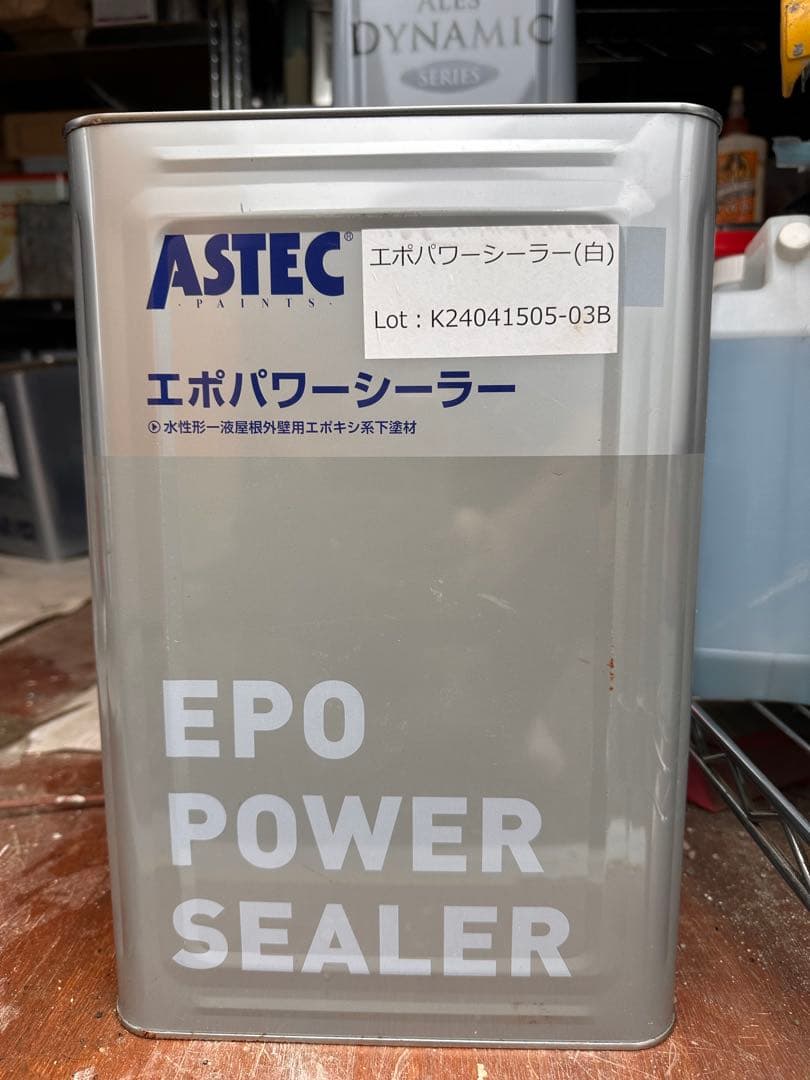 ALES
DYNAMIC
SERIES
ASTEC®
· PAINTS ·
エポパワーシーラー(白)
Lot : K24041505-03B
エポパワーシーラー
水性形一液屋根外壁用エポキシ系下塗材
EPO
POWER
SEALER